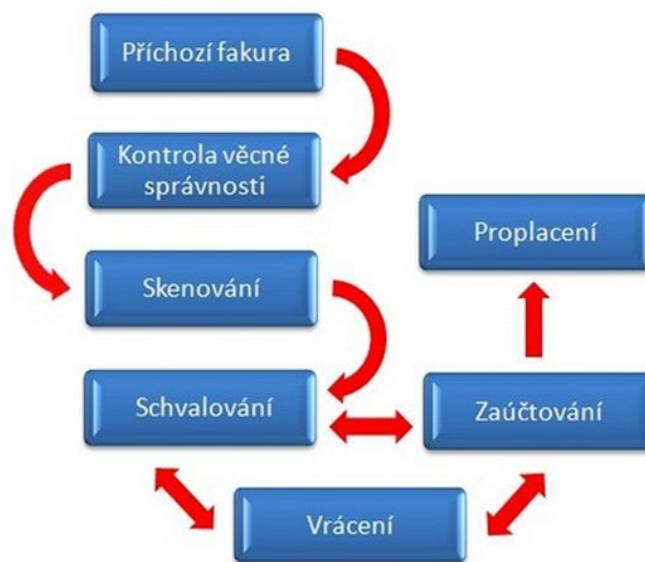 Příchozí fakura
Kontrola věcné
správnosti
Skenování
Schvalování
Proplacení
Zaúčtování
Vrácení